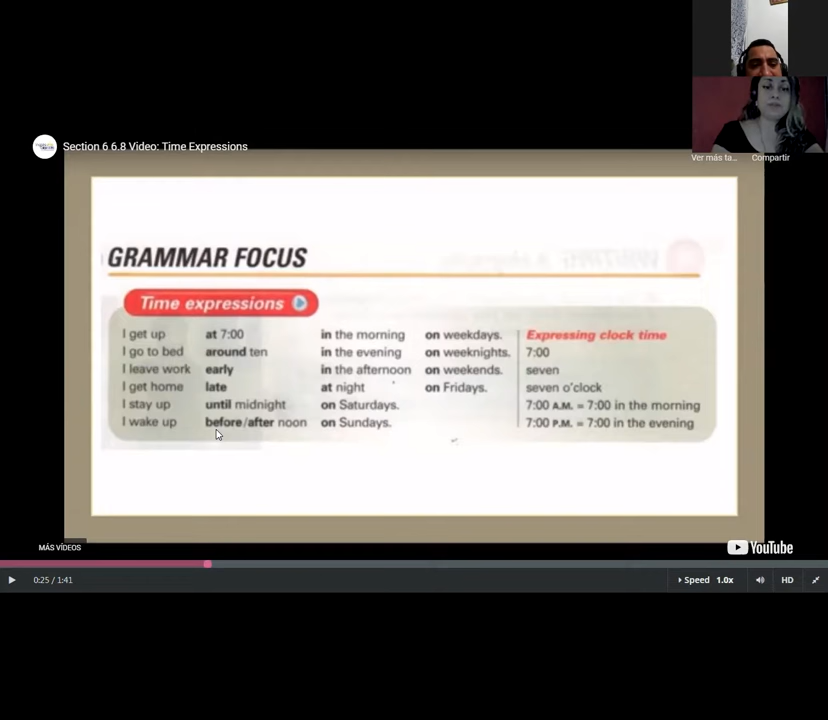 Section 6 6.8 Video: Time Expressions
Ver más ta... Compartir
GRAMMAR FOCUS
Time expressions
I get up at 7:00 in the morning on weekdays. Expressing clock time
I go to bed around ten in the evening on weeknights. 7:00
I leave work early in the afternoon on weekends. seven
I get home late at night on Fridays. seven o'clock
I stay up until midnight on Saturdays. 7:00 A.M. = 7:00 in the morning
I wake up before/after noon on Sundays. 7:00 P.M. = 7:00 in the evening
MÁS VÍDEOS
YouTube
0:25 / 1:41 Speed 1.0x HD